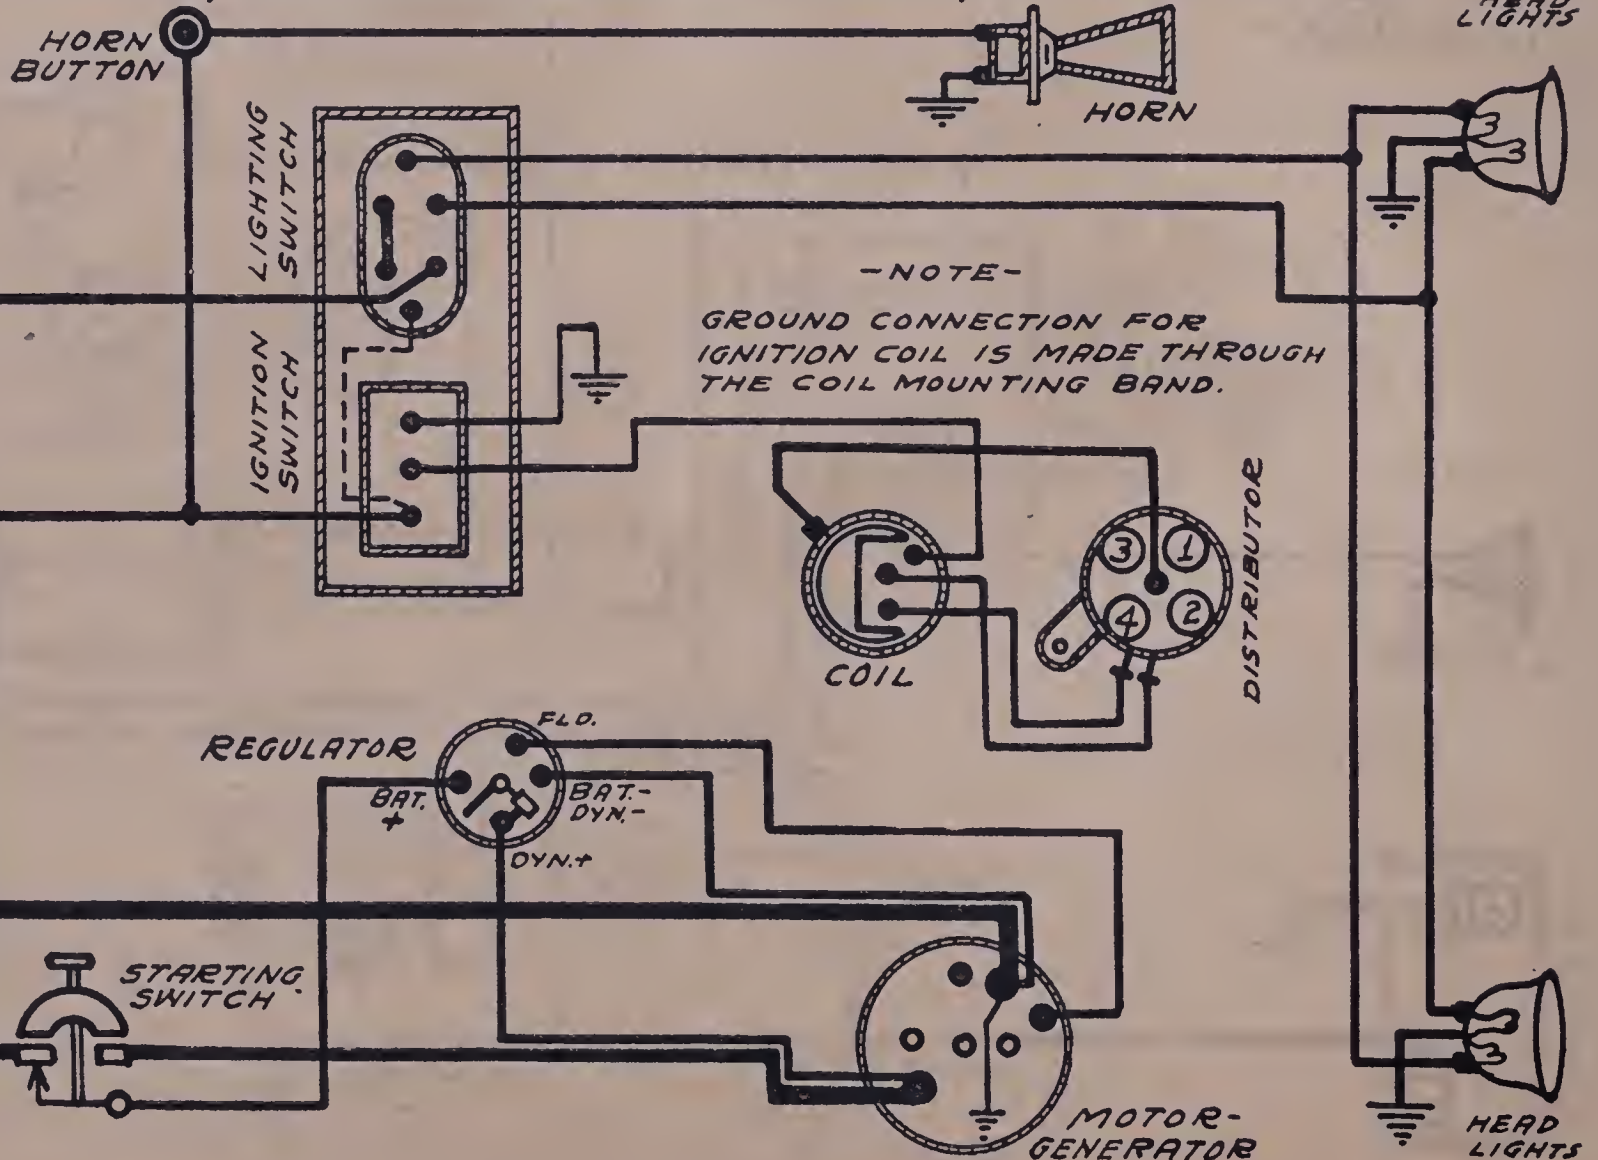 HEAD
LIGHTS
HORN
BUTTON
HORN
LIGHTING
SWITCH
-NOTE-
GROUND CONNECTION FOR
IGNITION COIL IS MADE THROUGH
THE COIL MOUNTING BAND.
IGNITION
SWITCH
3
1
4
2
DISTRIBUTOR
COIL
FLD.
REGULATOR
BAT.
+
BAT.-
DYN.-
DYN.+
STARTING
SWITCH
MOTOR-
GENERATOR
HEAD
LIGHTS